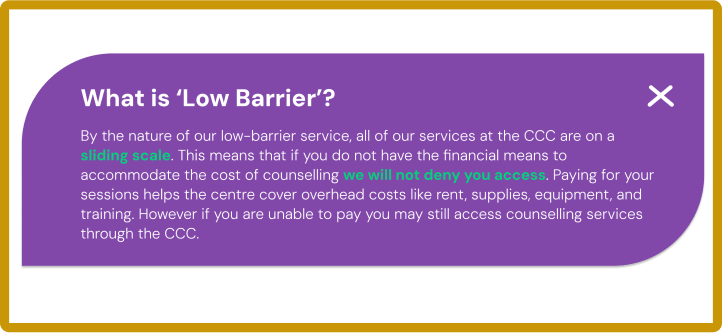 What is ‘Low Barrier’?
By the nature of our low-barrier service, all of our services at the CCC are on a
sliding scale. This means that if you do not have the financial means to
accommodate the cost of counselling we will not deny you access. Paying for your
sessions helps the centre cover overhead costs like rent, supplies, equipment, and
training. However if you are unable to pay you may still access counselling services
through the CCC.